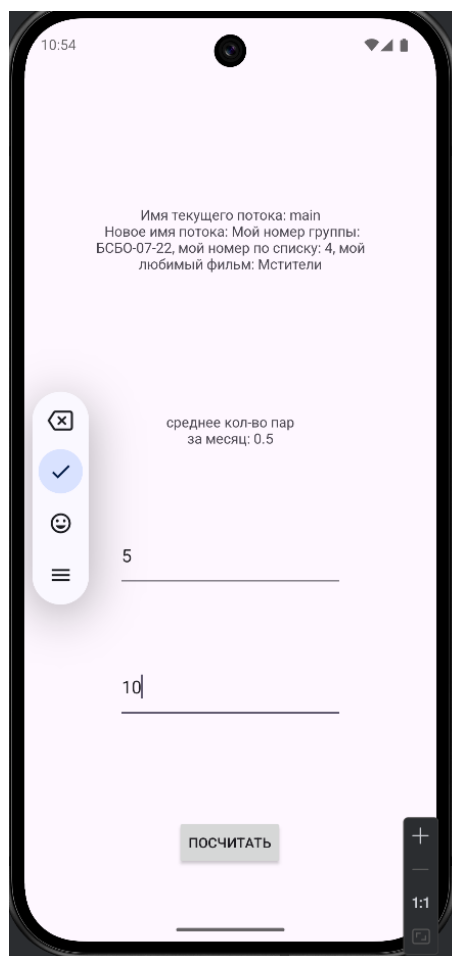 10:54
Имя текущего потока: main
Новое имя потока: Мой номер группы:
БСБО-07-22, мой номер по списку: 4, мой
любимый фильм: Мстители
среднее кол-во пар
за месяц: 0.5
5
10
ПОСЧИТАТЬ
1:1